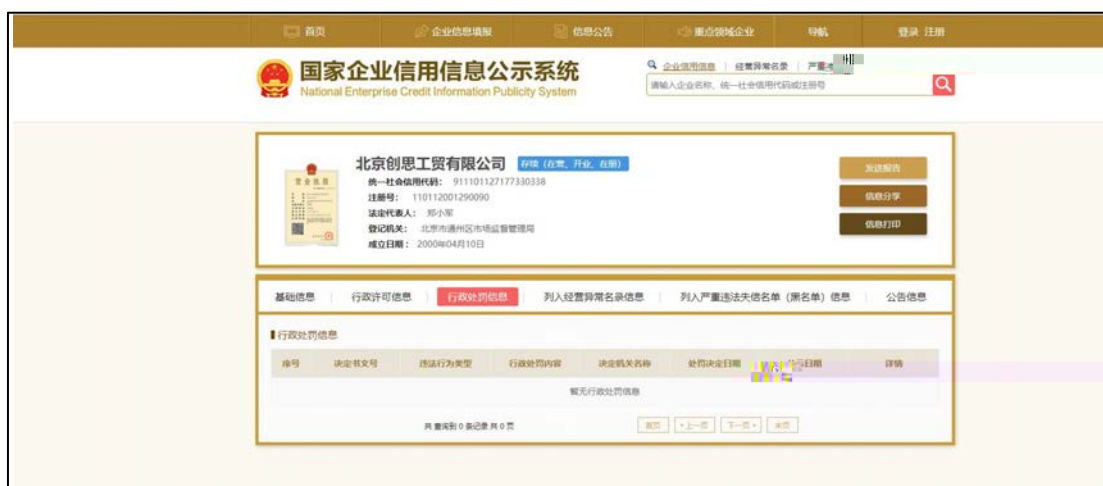 首页 企业信息填报 信息公告 重点领域企业 导航 登录 注册
国家企业信用信息公示系统
National Enterprise Credit Information Publicity System
企业信用信息 | 经营异常名录 | 严重
请输入企业名称、统一社会信用代码或注册号
北京创思工贸有限公司 存续（在营、开业、在册）
统一社会信用代码： 911101127177330338
注册号： 110112001290090
法定代表人： 郑小军
登记机关： 北京市通州区市场监督管理局
成立日期： 2000年04月10日
发送报告
信息分享
信息打印
营业执照
基础信息 | 行政许可信息 | 行政处罚信息 | 列入经营异常名录信息 | 列入严重违法失信名单（黑名单）信息 | 公告信息
行政处罚信息
序号 决定书文号 违法行为类型 行政处罚内容 决定机关名称 处罚决定日期 公示日期 详情
暂无行政处罚信息
共 查询到 0 条记录 共 0 页 首页 上一页 下一页 末页